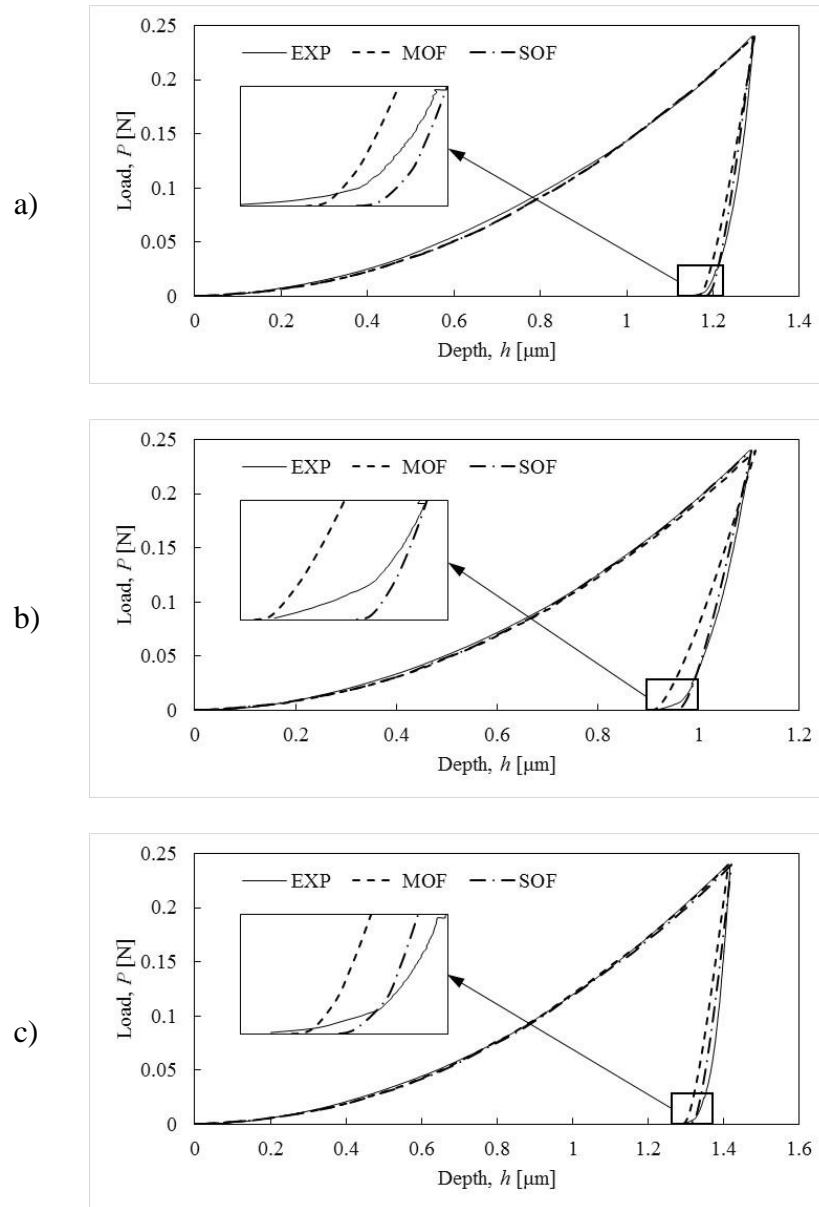 a)
EXP MOF SOF
Load, P [N]
0.25
0.2
0.15
0.1
0.05
0
0 0.2 0.4 0.6 0.8 1 1.2 1.4
Depth, h [μm]
b)
EXP MOF SOF
Load, P [N]
0.25
0.2
0.15
0.1
0.05
0
0 0.2 0.4 0.6 0.8 1 1.2
Depth, h [μm]
c)
EXP MOF SOF
Load, P [N]
0.25
0.2
0.15
0.1
0.05
0
0 0.2 0.4 0.6 0.8 1 1.2 1.4 1.6
Depth, h [μm]